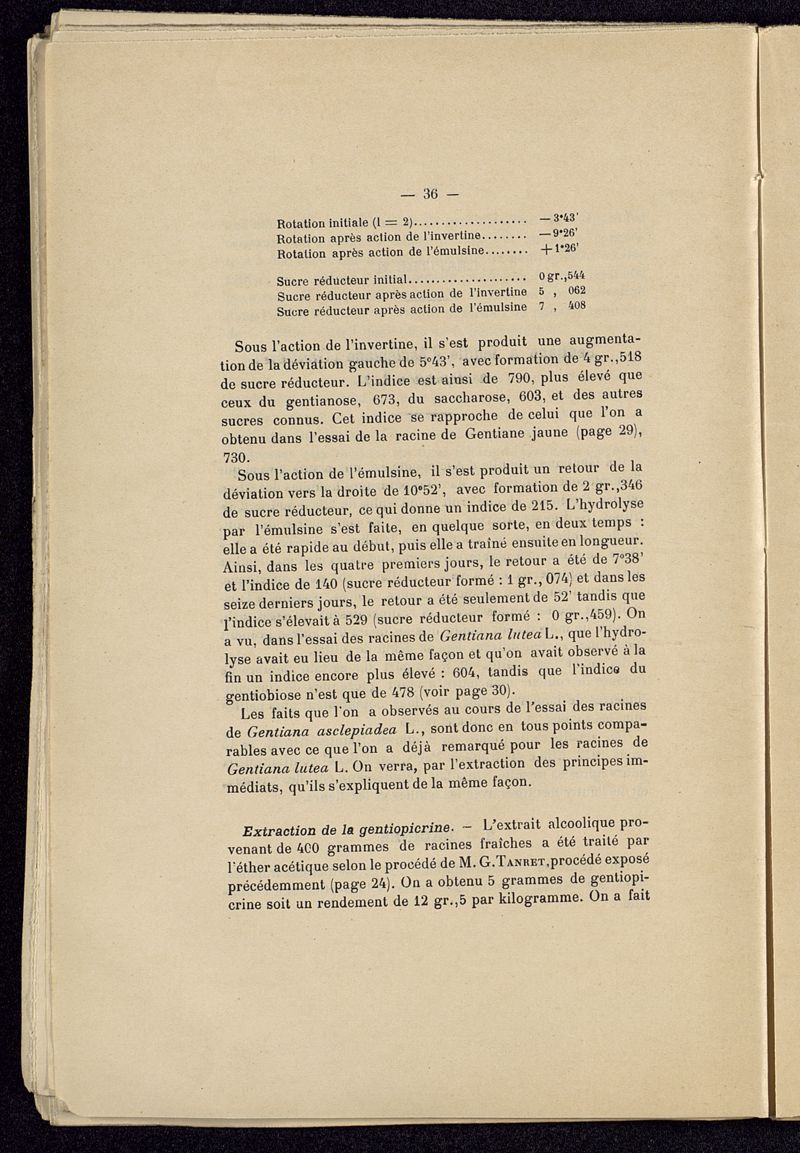 — 36 —
Rotation initiale (l = 2).................... — 3°43'
Rotation après action de l'invertine........ — 9°26'
Rotation après action de l'émulsine........ + 1°26'
Sucre réducteur initial..................... 0 gr.,544
Sucre réducteur après action de l'invertine 5 , 062
Sucre réducteur après action de l'émulsine 7 , 408
Sous l'action de l'invertine, il s'est produit une augmenta-
tion de la déviation gauche de 5°43', avec formation de 4 gr.,518
de sucre réducteur. L'indice est ainsi de 790, plus élevé que
ceux du gentianose, 673, du saccharose, 603, et des autres
sucres connus. Cet indice se rapproche de celui que l'on a
obtenu dans l'essai de la racine de Gentiane jaune (page 29),
730.
Sous l'action de l'émulsine, il s'est produit un retour de la
déviation vers la droite de 10°52', avec formation de 2 gr.,346
de sucre réducteur, ce qui donne un indice de 215. L'hydrolyse
par l'émulsine s'est faite, en quelque sorte, en deux temps :
elle a été rapide au début, puis elle a traîné ensuite en longueur.
Ainsi, dans les quatre premiers jours, le retour a été de 7°38'
et l'indice de 140 (sucre réducteur formé : 1 gr., 074) et dans les
seize derniers jours, le retour a été seulement de 52' tandis que
l'indice s'élevait à 529 (sucre réducteur formé : 0 gr.,459). On
a vu, dans l'essai des racines de Gentiana lutea L., que l'hydro-
lyse avait eu lieu de la même façon et qu'on avait observé à la
fin un indice encore plus élevé : 604, tandis que l'indice du
gentiobiose n'est que de 478 (voir page 30).
Les faits que l'on a observés au cours de l'essai des racines
de Gentiana asclepiadea L., sont donc en tous points compa-
rables avec ce que l'on a déjà remarqué pour les racines de
Gentiana lutea L. On verra, par l'extraction des principes im-
médiats, qu'ils s'expliquent de la même façon.
Extraction de la gentiopicrine. — L'extrait alcoolique pro-
venant de 400 grammes de racines fraîches a été traité par
l'éther acétique selon le procédé de M. G. TANRET, procédé exposé
précédemment (page 24). On a obtenu 5 grammes de gentiopi-
crine soit un rendement de 12 gr.,5 par kilogramme. On a fait